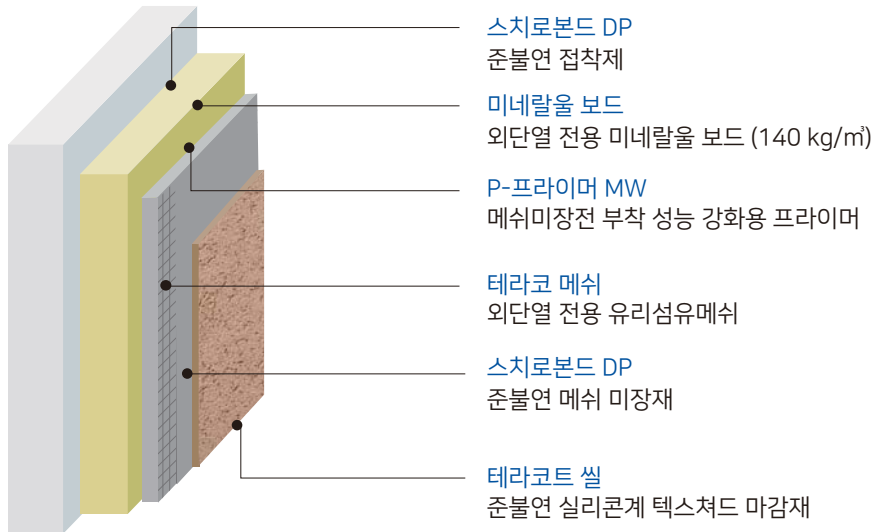 스치로본드 DP
준불연 접착제
미네랄울 보드
외단열 전용 미네랄울 보드 (140 kg/㎥)
P-프라이머 MW
메쉬미장전 부착 성능 강화용 프라이머
테라코 메쉬
외단열 전용 유리섬유메쉬
스치로본드 DP
준불연 메쉬 미장재
테라코트 씰
준불연 실리콘계 텍스쳐드 마감재